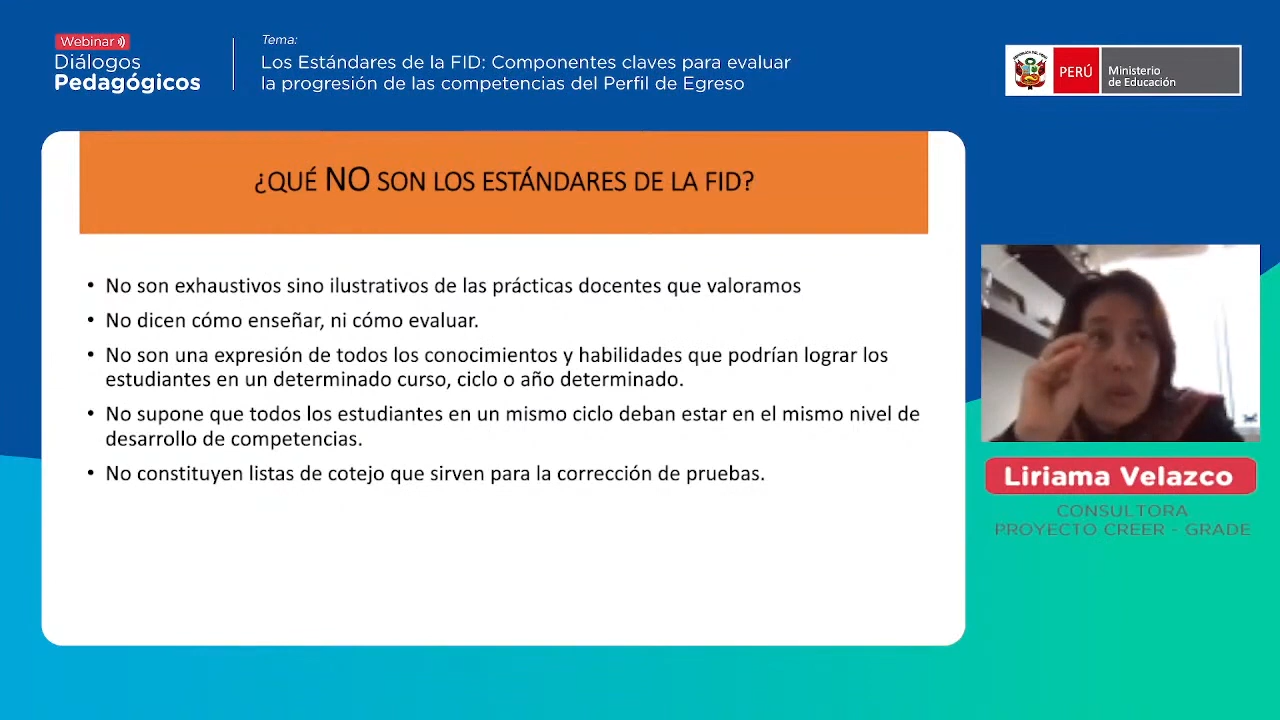 Webinar
Diálogos
Pedagógicos
Tema:
Los Estándares de la FID: Componentes claves para evaluar
la progresión de las competencias del Perfil de Egreso
PERÚ
Ministerio
de Educación
¿QUÉ NO SON LOS ESTÁNDARES DE LA FID?
• No son exhaustivos sino ilustrativos de las prácticas docentes que valoramos
• No dicen cómo enseñar, ni cómo evaluar.
• No son una expresión de todos los conocimientos y habilidades que podrían lograr los
estudiantes en un determinado curso, ciclo o año determinado.
• No supone que todos los estudiantes en un mismo ciclo deban estar en el mismo nivel de
desarrollo de competencias.
• No constituyen listas de cotejo que sirven para la corrección de pruebas.
Liriama Velazco
CONSULTORA
PROYECTO CREER - GRADE